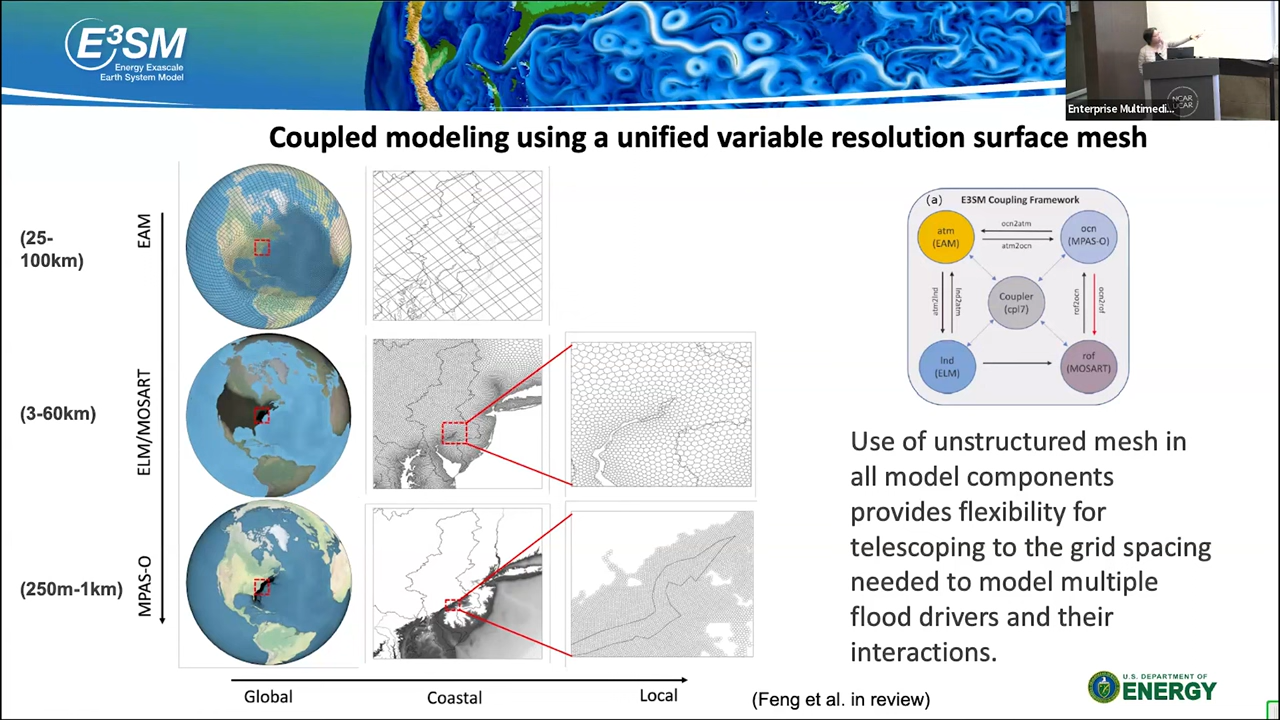 E³SM
Energy Exascale
Earth System Model
Enterprise Multimedi...
NCAR
UCAR
Coupled modeling using a unified variable resolution surface mesh
(25-
100km)
EAM
(3-60km)
ELM/MOSART
(250m-1km)
MPAS-O
Global
Coastal
Local
(a) E3SM Coupling Framework
atm
(EAM)
ocn2atm
atm2ocn
ocn
(MPAS-O)
atm2lnd
lnd2atm
Coupler
(cpl7)
rof2ocn
ocn2rof
lnd
(ELM)
rof
(MOSART)
Use of unstructured mesh in
all model components
provides flexibility for
telescoping to the grid spacing
needed to model multiple
flood drivers and their
interactions.
(Feng et al. in review)
U.S. DEPARTMENT OF
ENERGY